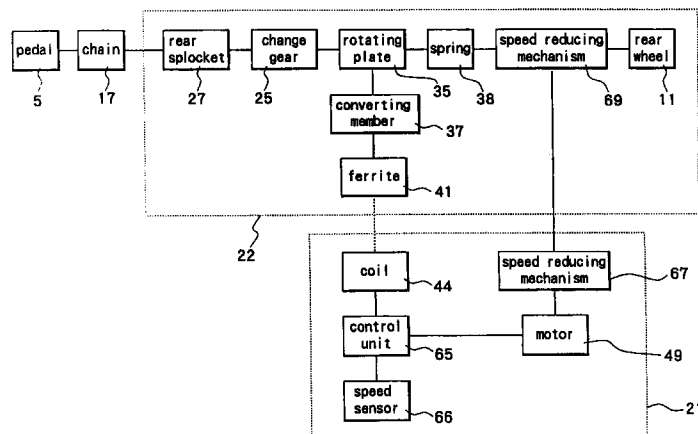 pedal
5
chain
17
rear
splocket
27
change
gear
25
rotating
plate
35
spring
38
speed reducing
mechanism
69
rear
wheel
11
converting
member
37
ferrite
41
22
coil
44
speed reducing
mechanism
67
control
unit
65
motor
49
speed
sensor
66